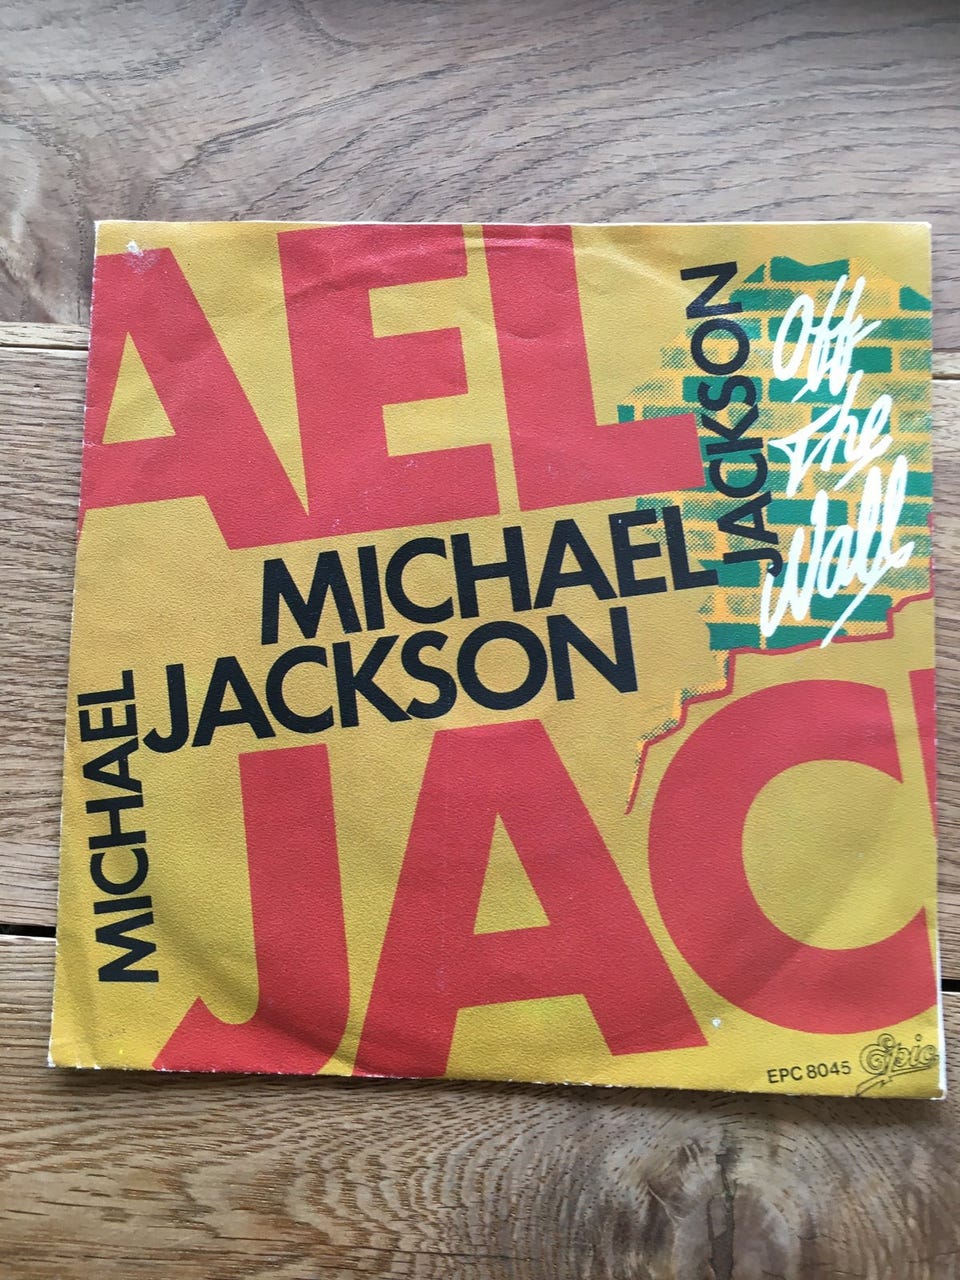 AEL
JACKSON
Off
The
Wall
MICHAEL
JACKSON
MICHAEL
JAC
EPC 8045 Epic